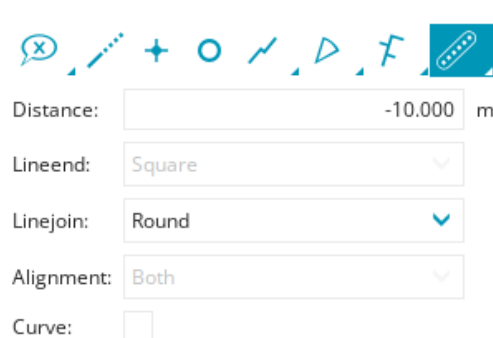 Distance: -10.000 m
Lineend: Square
Linejoin: Round
Alignment: Both
Curve: